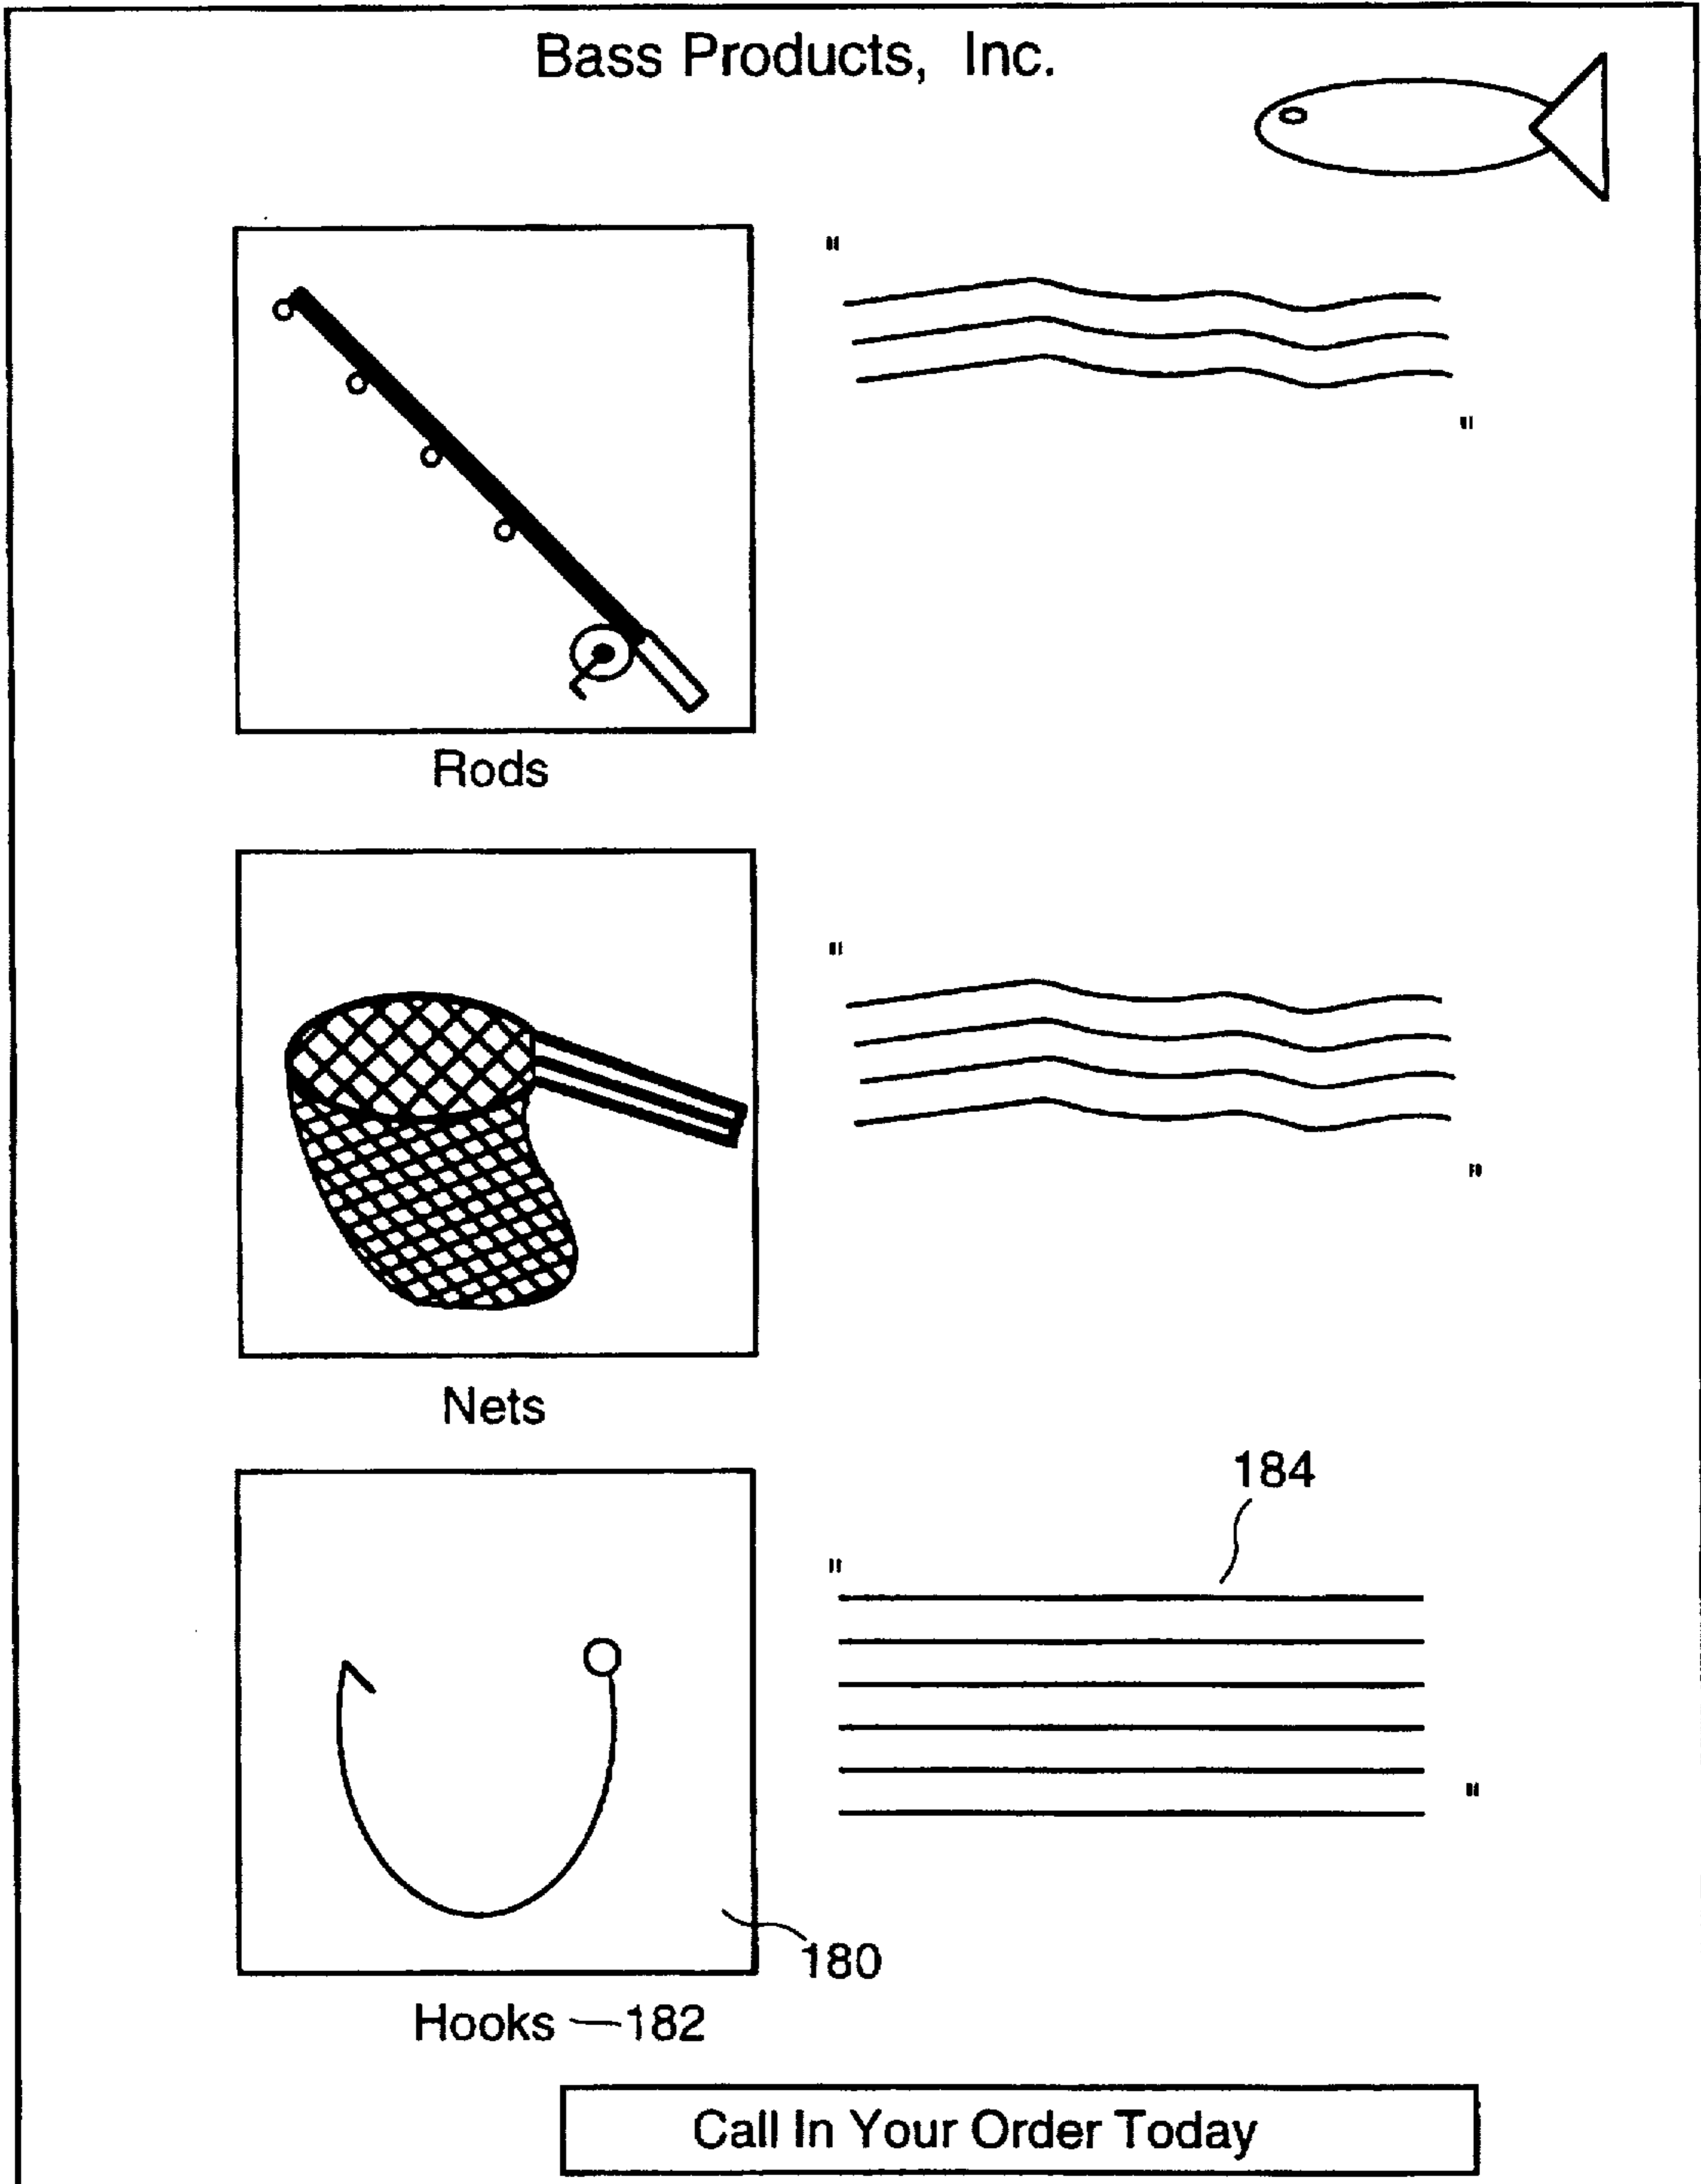 Bass Products, Inc.
"
"
Rods
"
"
Nets
184
"
"
180
Hooks 182
Call In Your Order Today